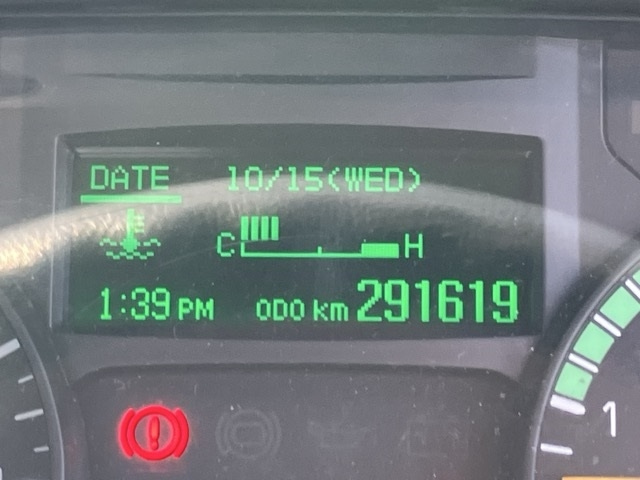 DATE 10/15(WED)
C H
1:39 PM ODO km 291619
1